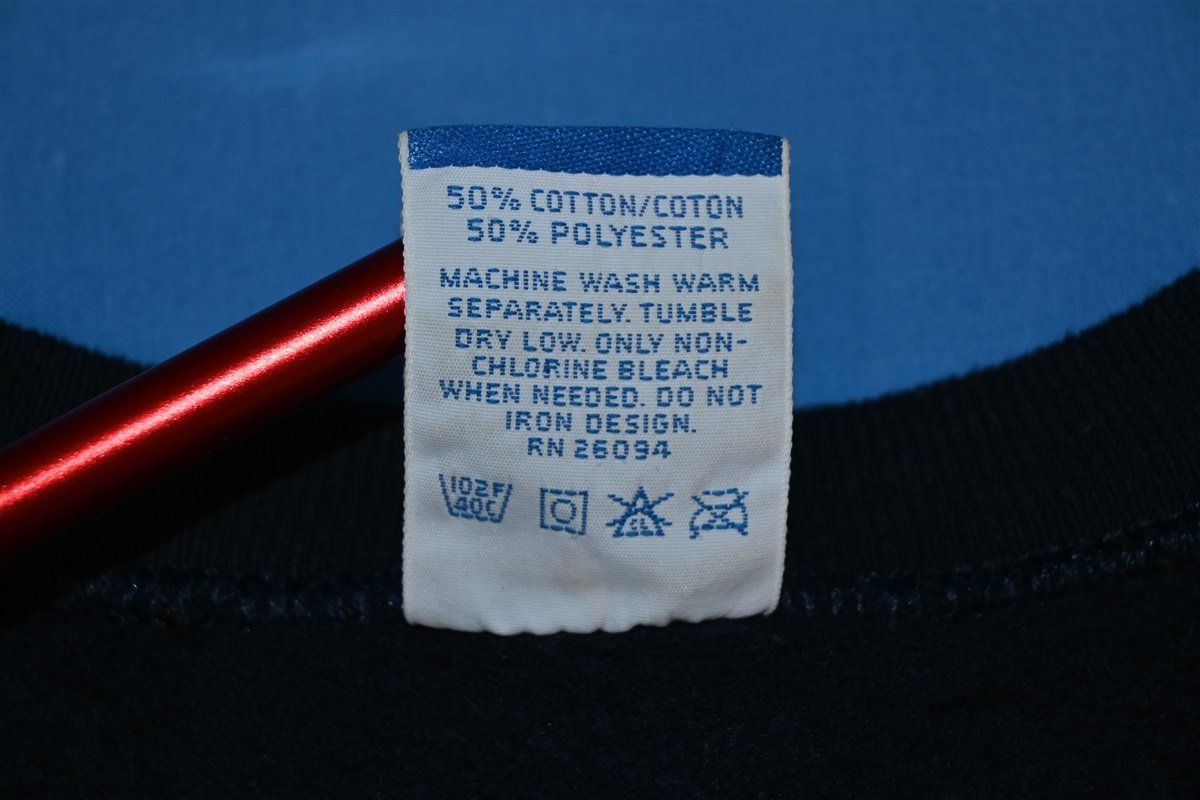 50% COTTON/COTON
50% POLYESTER
MACHINE WASH WARM
SEPARATELY. TUMBLE
DRY LOW. ONLY NON-
CHLORINE BLEACH
WHEN NEEDED. DO NOT
IRON DESIGN.
RN 26094
102F
40C
CL